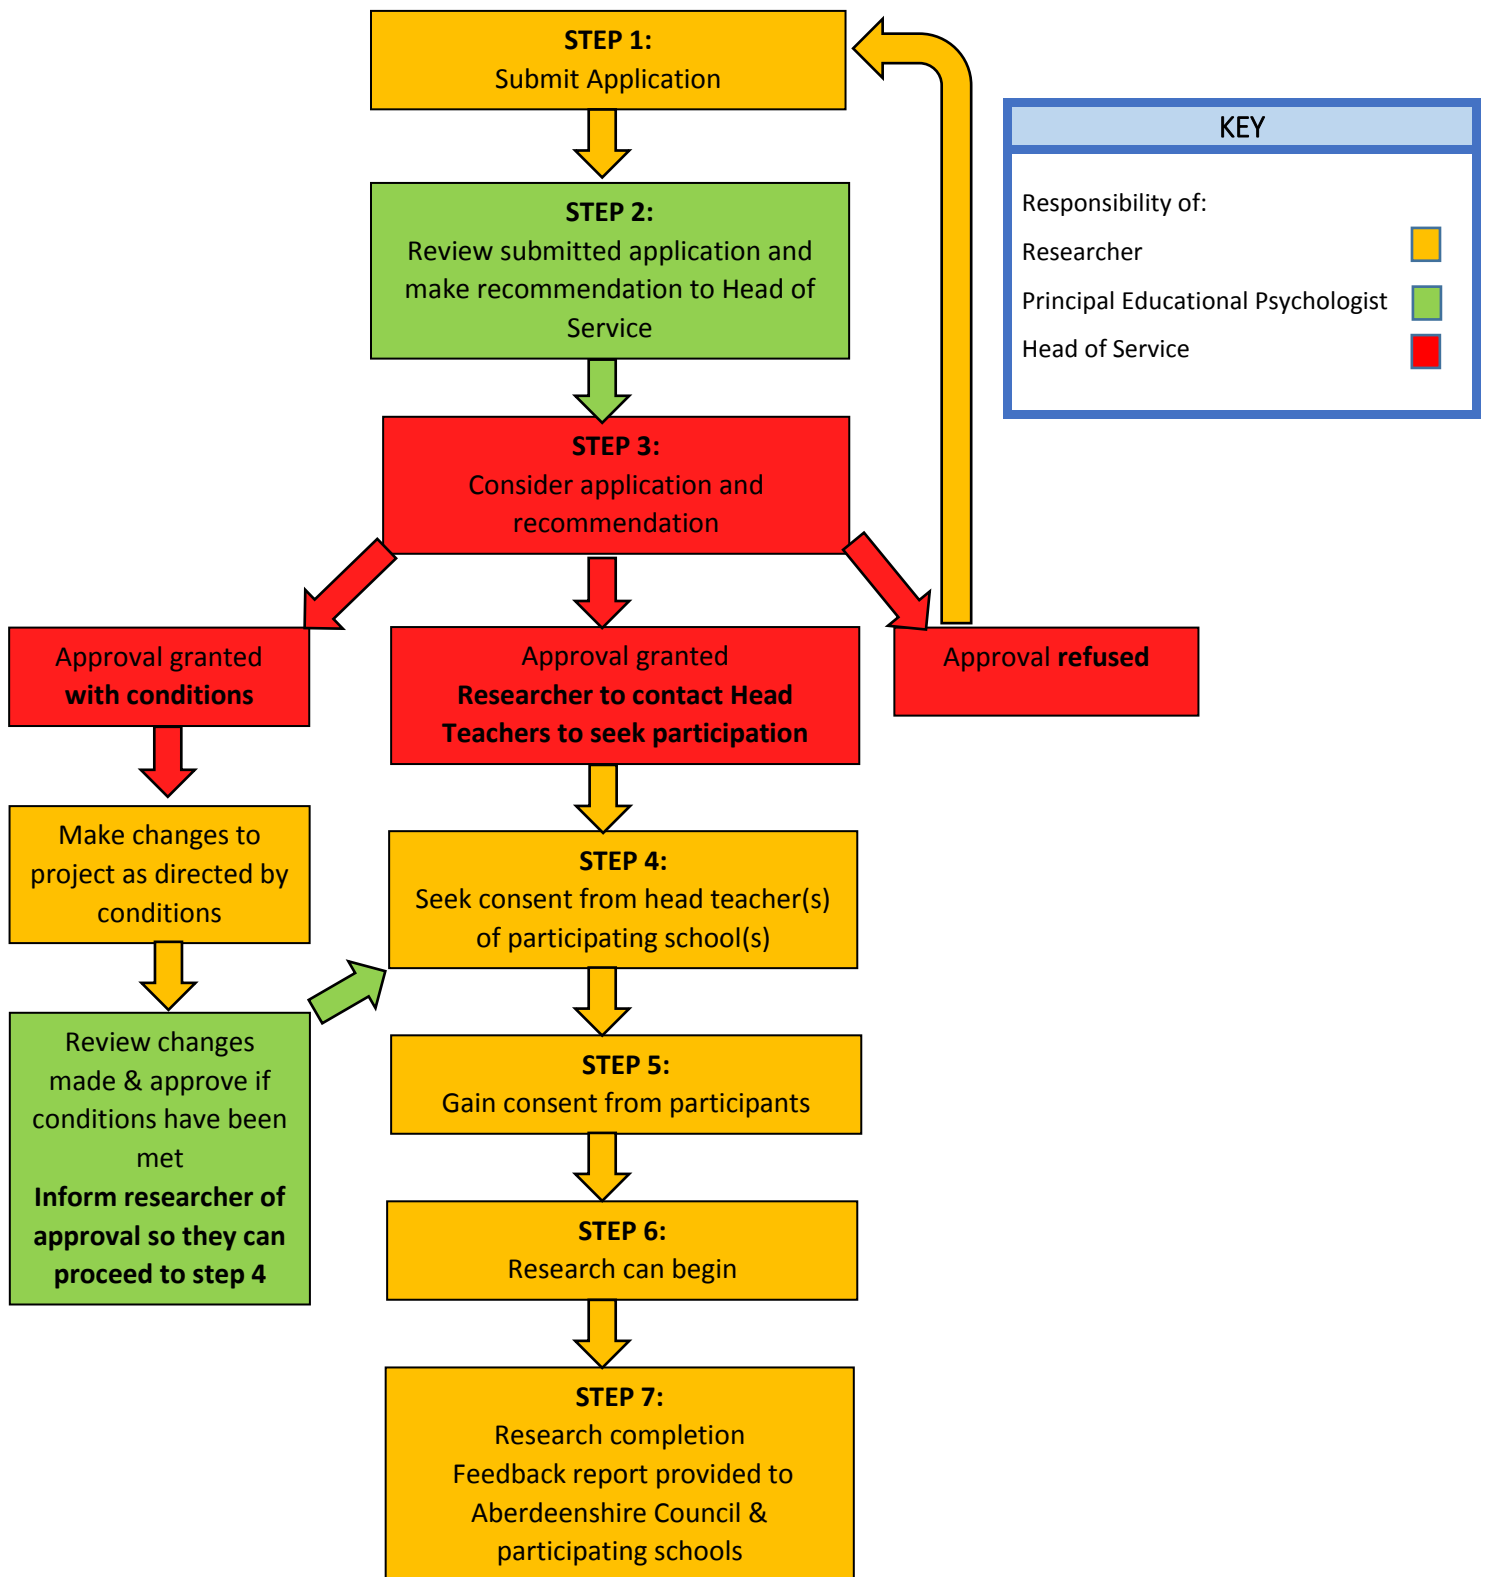 STEP 1:
Submit Application
KEY
Responsibility of:
Researcher
Principal Educational Psychologist
Head of Service
STEP 2:
Review submitted application and
make recommendation to Head of
Service
STEP 3:
Consider application and
recommendation
Approval granted
with conditions
Approval granted
Researcher to contact Head
Teachers to seek participation
Approval refused
Make changes to
project as directed by
conditions
STEP 4:
Seek consent from head teacher(s)
of participating school(s)
Review changes
made & approve if
conditions have been
met
Inform researcher of
approval so they can
proceed to step 4
STEP 5:
Gain consent from participants
STEP 6:
Research can begin
STEP 7:
Research completion
Feedback report provided to
Aberdeenshire Council &
participating schools